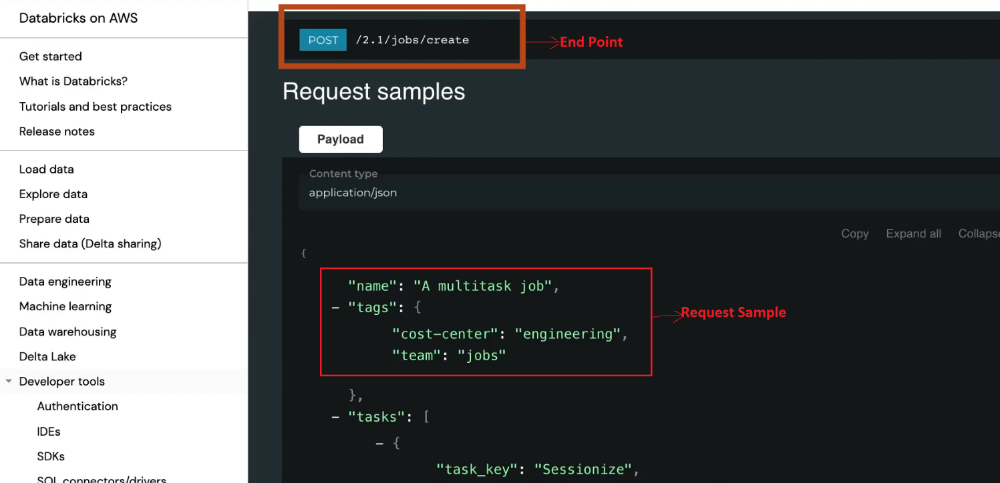 Databricks on AWS
Get started
What is Databricks?
Tutorials and best practices
Release notes
Load data
Explore data
Prepare data
Share data (Delta sharing)
Data engineering
Machine learning
Data warehousing
Delta Lake
Developer tools
Authentication
IDEs
SDKs
SQL connectors/drivers
POST /2.1/jobs/create
End Point
Request samples
Payload
Content type
application/json
Copy Expand all Collapse
{
"name": "A multitask job",
– "tags": {
"cost-center": "engineering",
"team": "jobs"
Request Sample
},
– "tasks": [
– {
"task_key": "Sessionize",